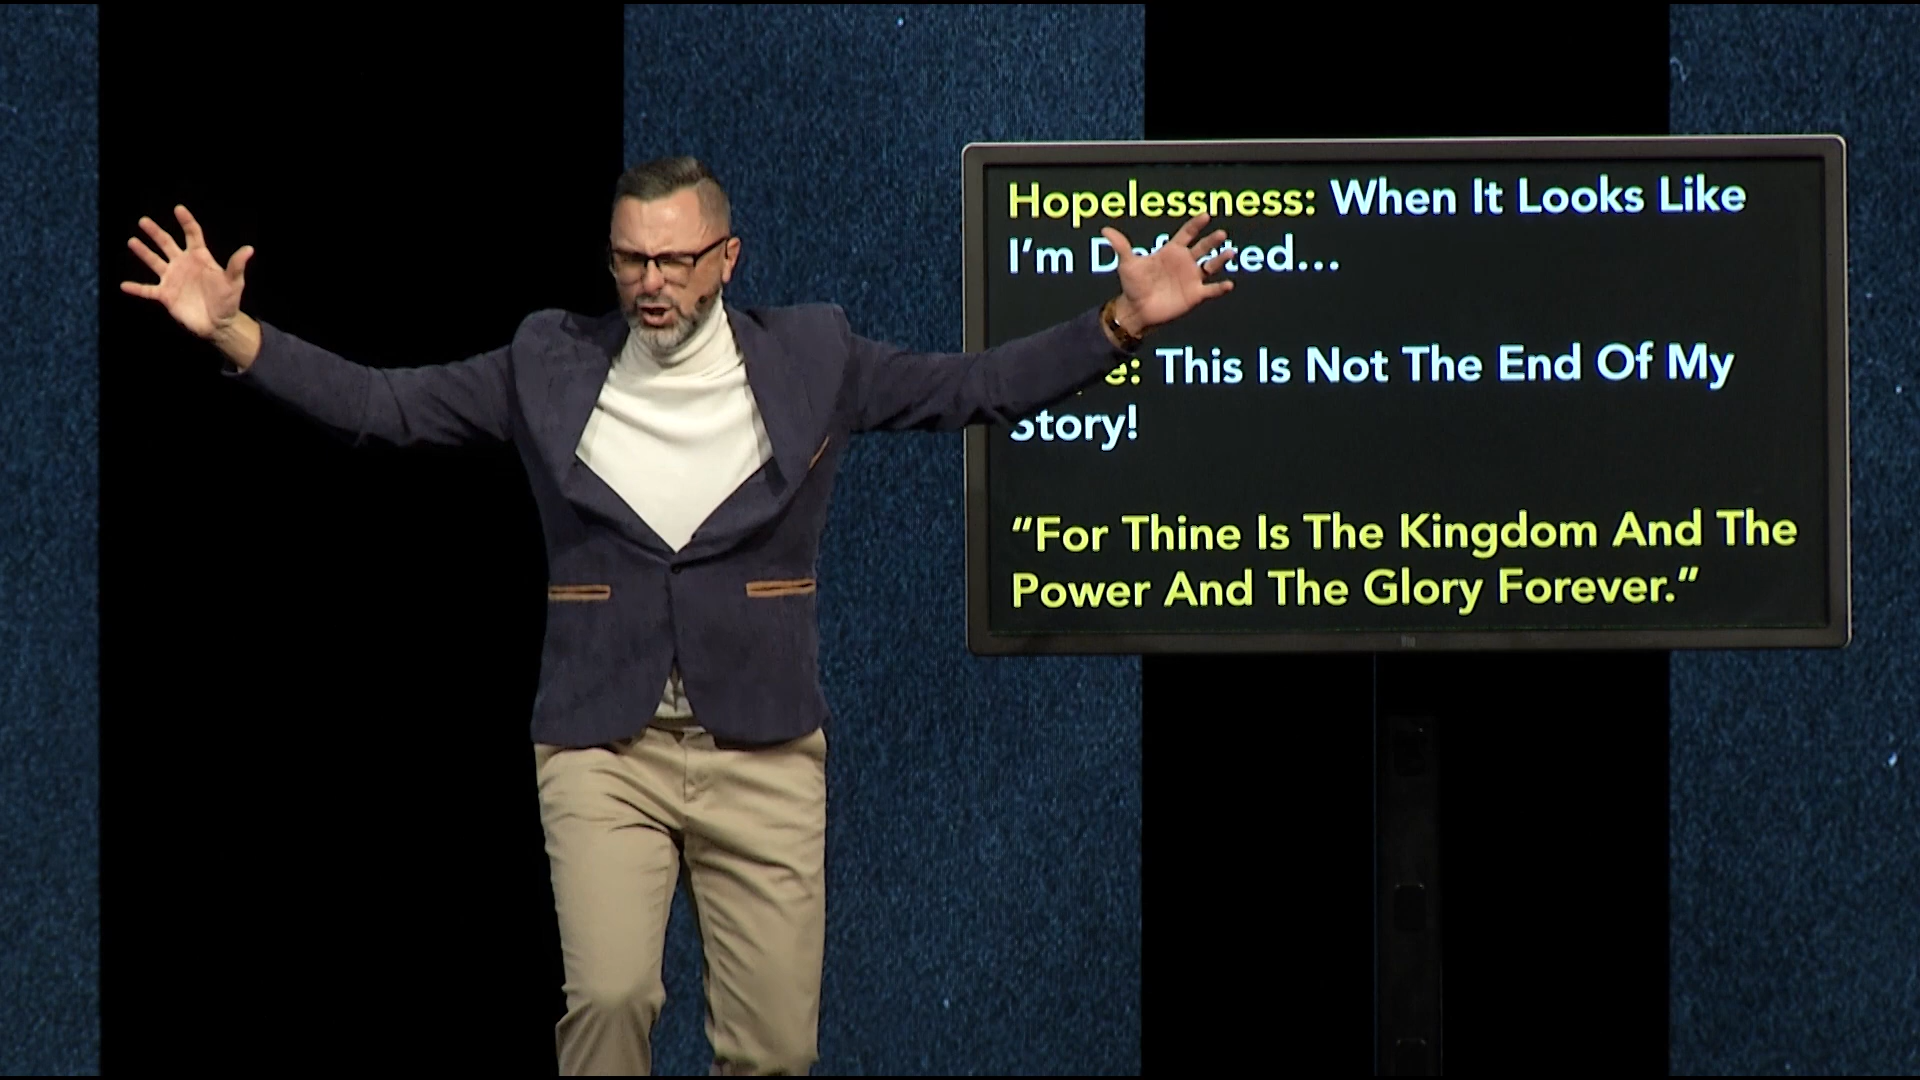 Hopelessness: When It Looks Like
I'm Defeated...
This Is Not The End Of My
Story!
“For Thine Is The Kingdom And The
Power And The Glory Forever.”